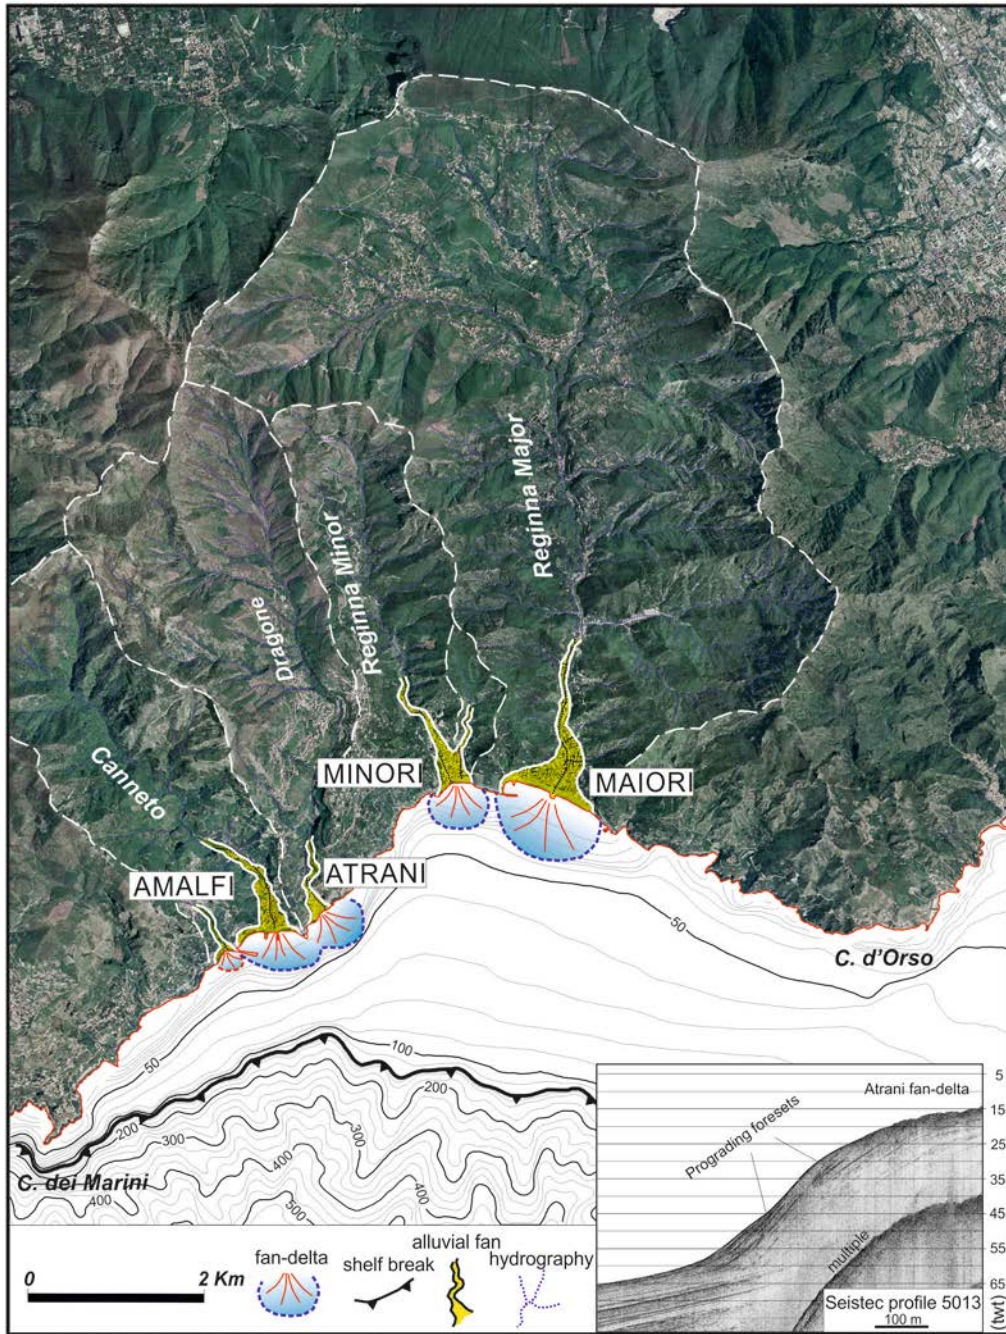 Reginna Major
Reginna Minor
Dragone
Canneto
MINORI
MAIORI
AMALFI
ATRANI
50
C. d'Orso
50
100
200
200
300
300
400
400
400
500
C. dei Marini
Atrani fan-delta
Prograding foresets
multiple
5
15
25
35
45
55
65
(twt)
Seistec profile 5013
100 m
0 2 Km
fan-delta
shelf break
alluvial fan
hydrography